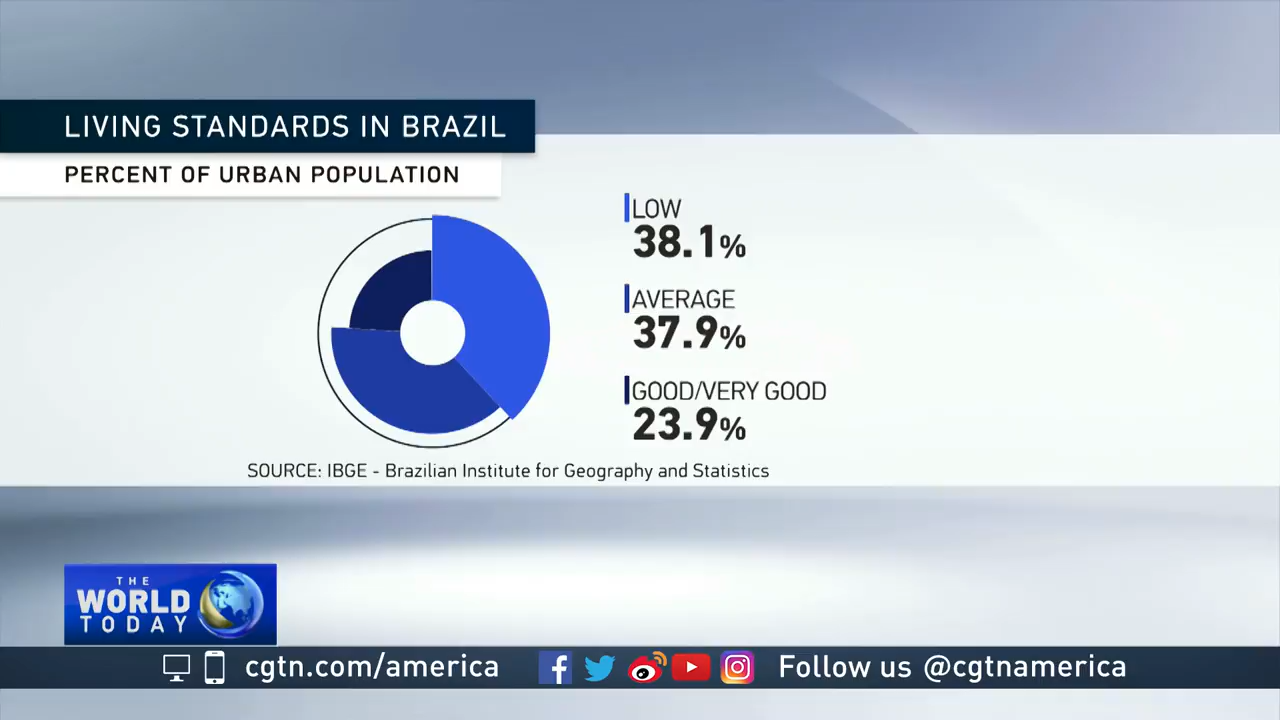 LIVING STANDARDS IN BRAZIL
PERCENT OF URBAN POPULATION
LOW
38.1%
AVERAGE
37.9%
GOOD/VERY GOOD
23.9%
SOURCE: IBGE - Brazilian Institute for Geography and Statistics
THE
WORLD
TODAY
cgtn.com/america
Follow us @cgtnamerica